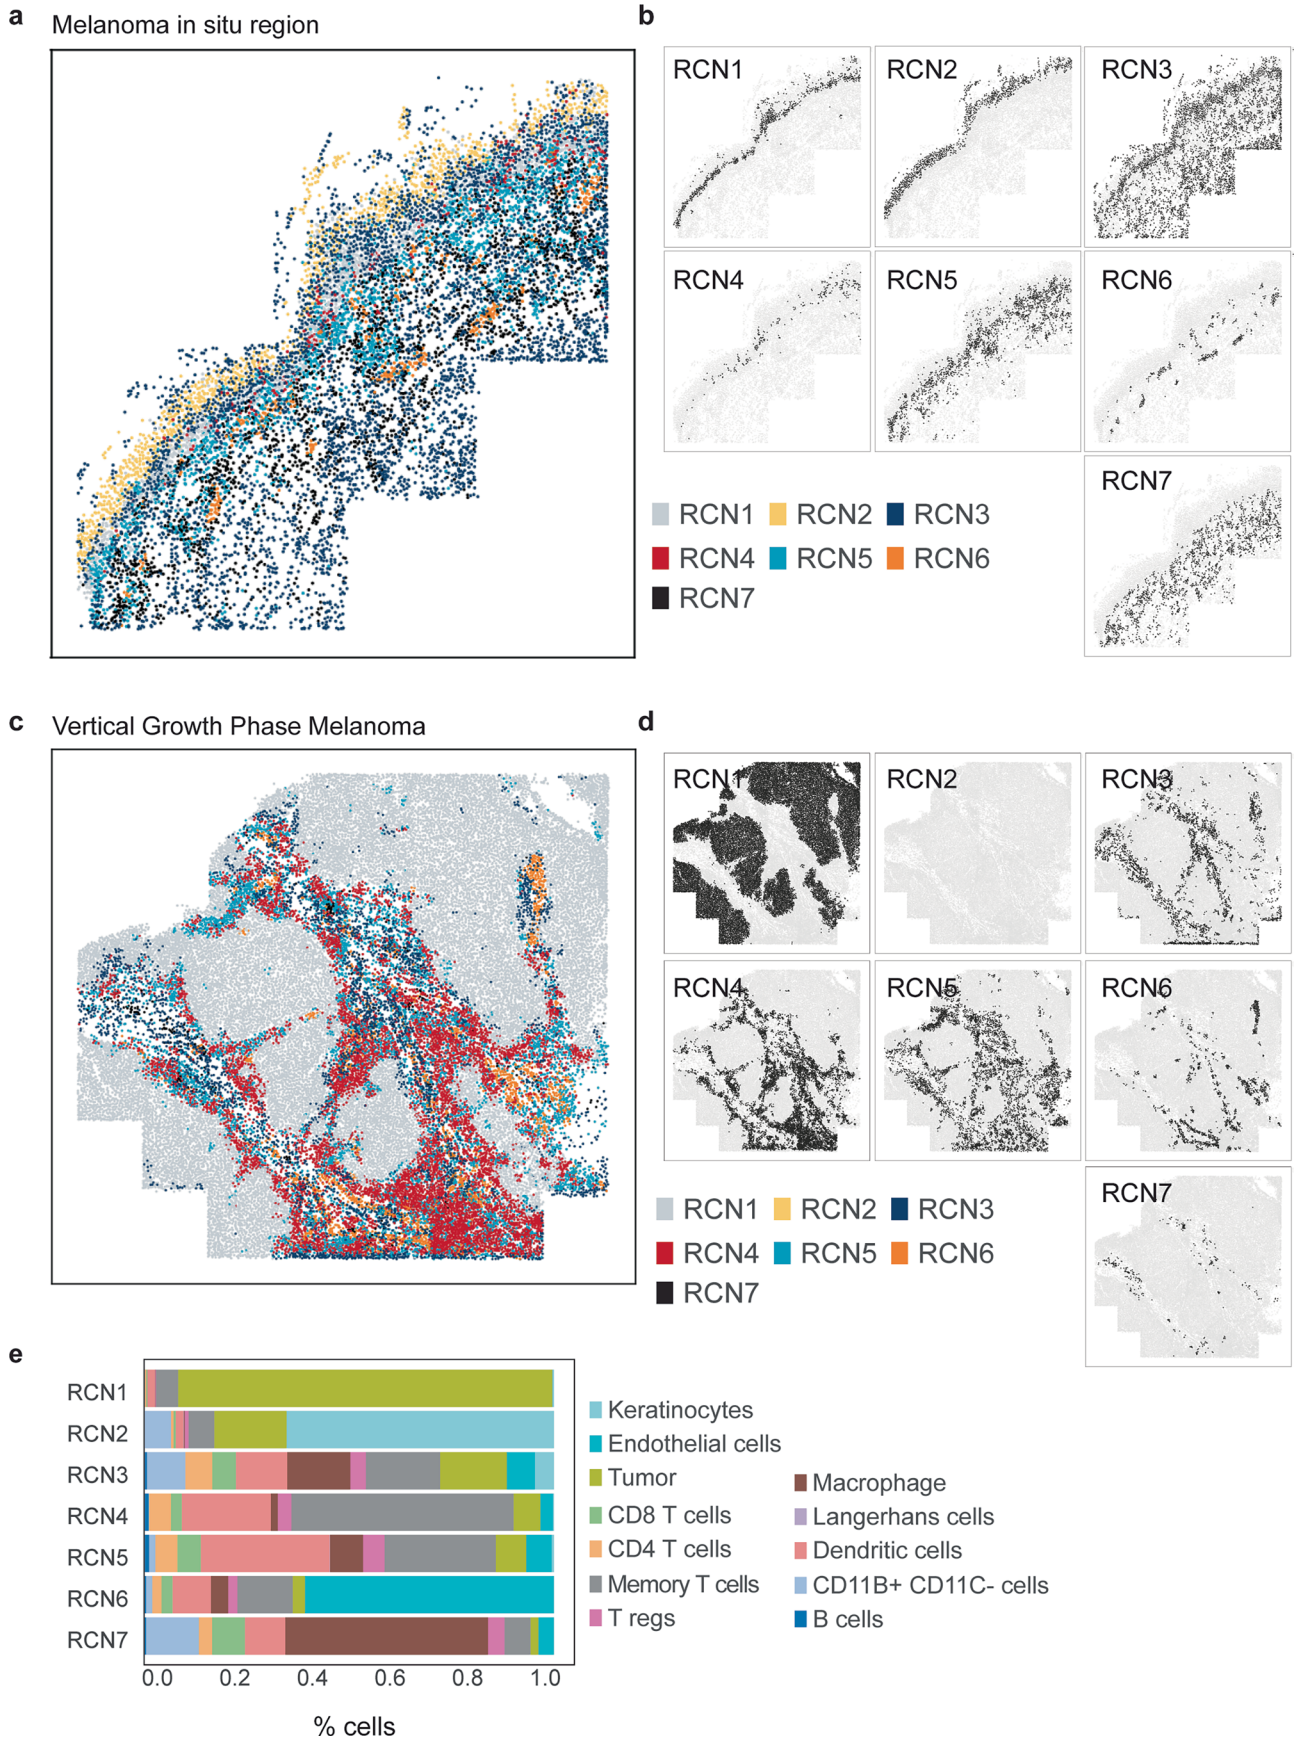 a Melanoma in situ region
b
RCN1 RCN2 RCN3
RCN4 RCN5 RCN6
RCN7
RCN1 RCN2 RCN3
RCN4 RCN5 RCN6
RCN7
c Vertical Growth Phase Melanoma
d
RCN1 RCN2 RCN3
RCN4 RCN5 RCN6
RCN7
RCN1 RCN2 RCN3
RCN4 RCN5 RCN6
RCN7
e
RCN1
RCN2
RCN3
RCN4
RCN5
RCN6
RCN7
0.0 0.2 0.4 0.6 0.8 1.0
% cells
Keratinocytes
Endothelial cells
Tumor
CD8 T cells
CD4 T cells
Memory T cells
T regs
Macrophage
Langerhans cells
Dendritic cells
CD11B+ CD11C- cells
B cells